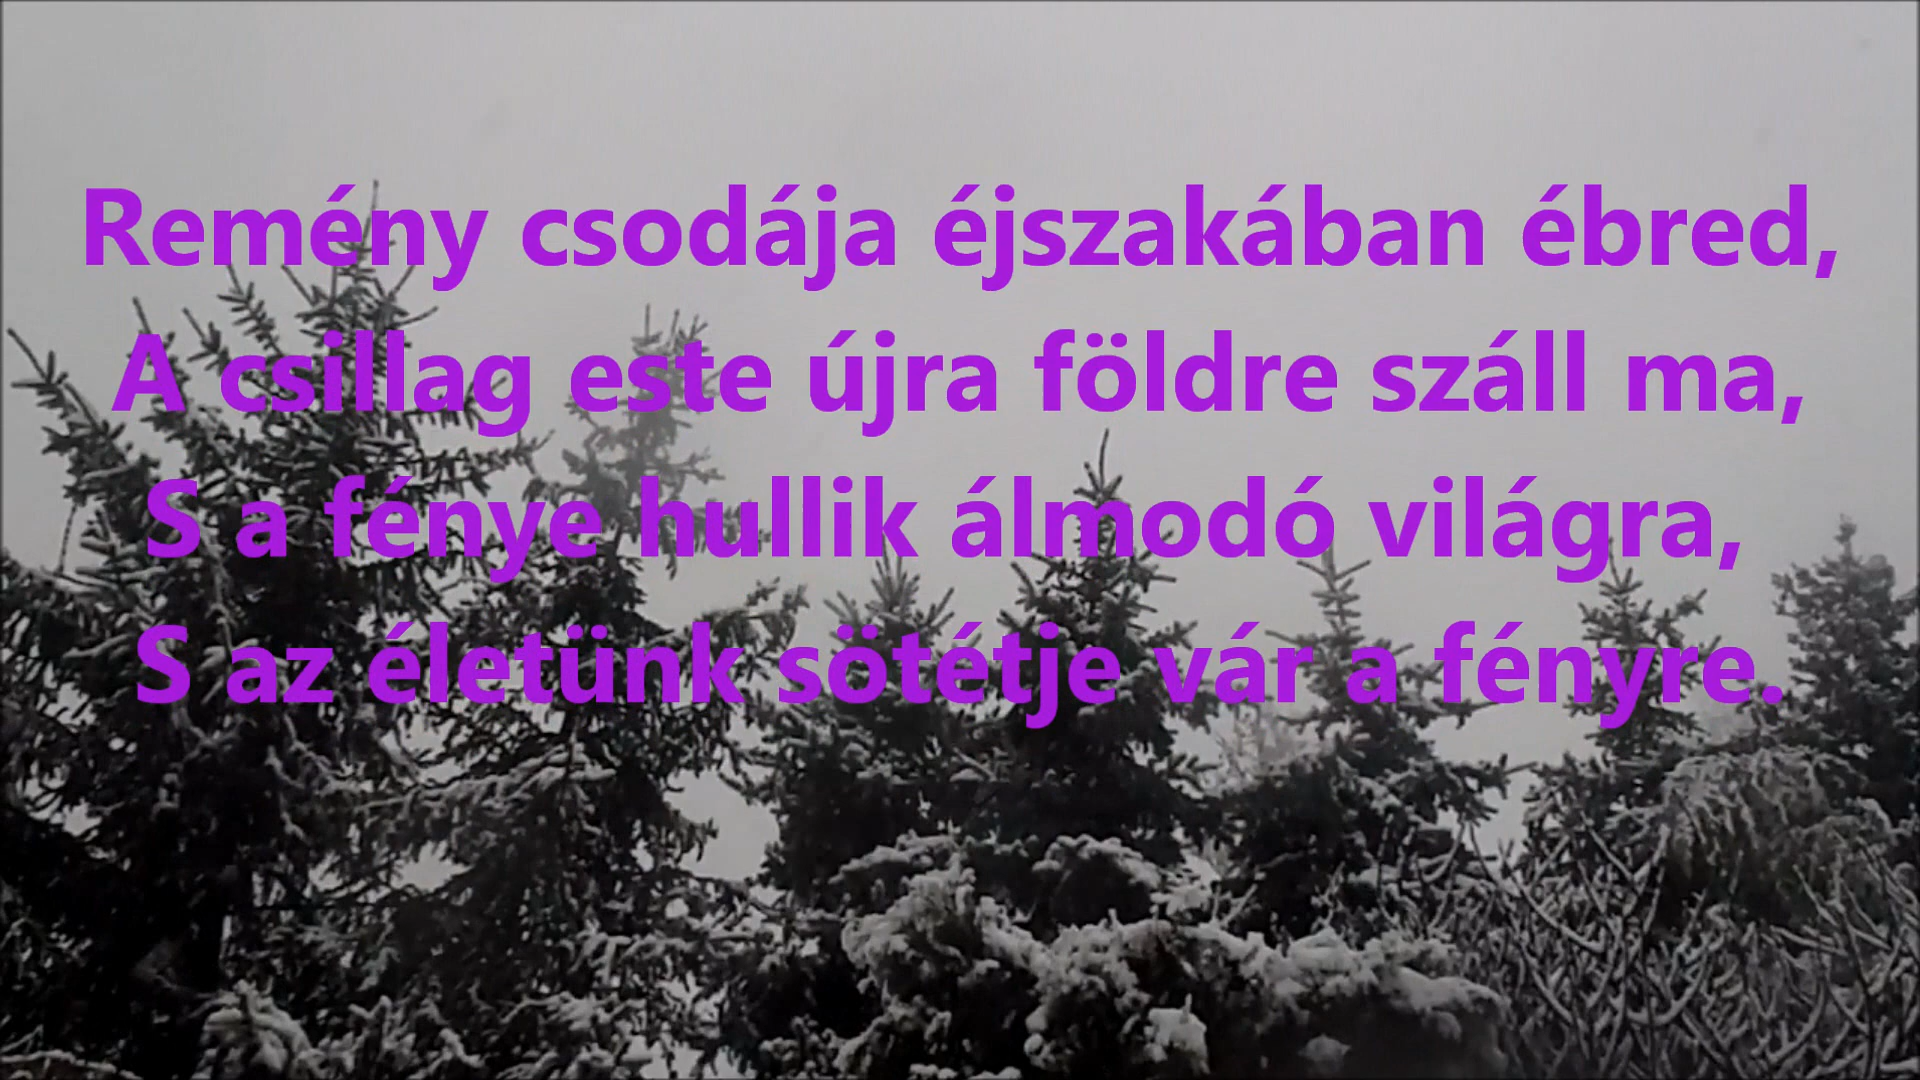 Remény csodája éjszakában ébred,
A csillag este újra földre száll ma,
S a fénye hullik álmodó világra,
S az életünk sötétje vár a fényre.